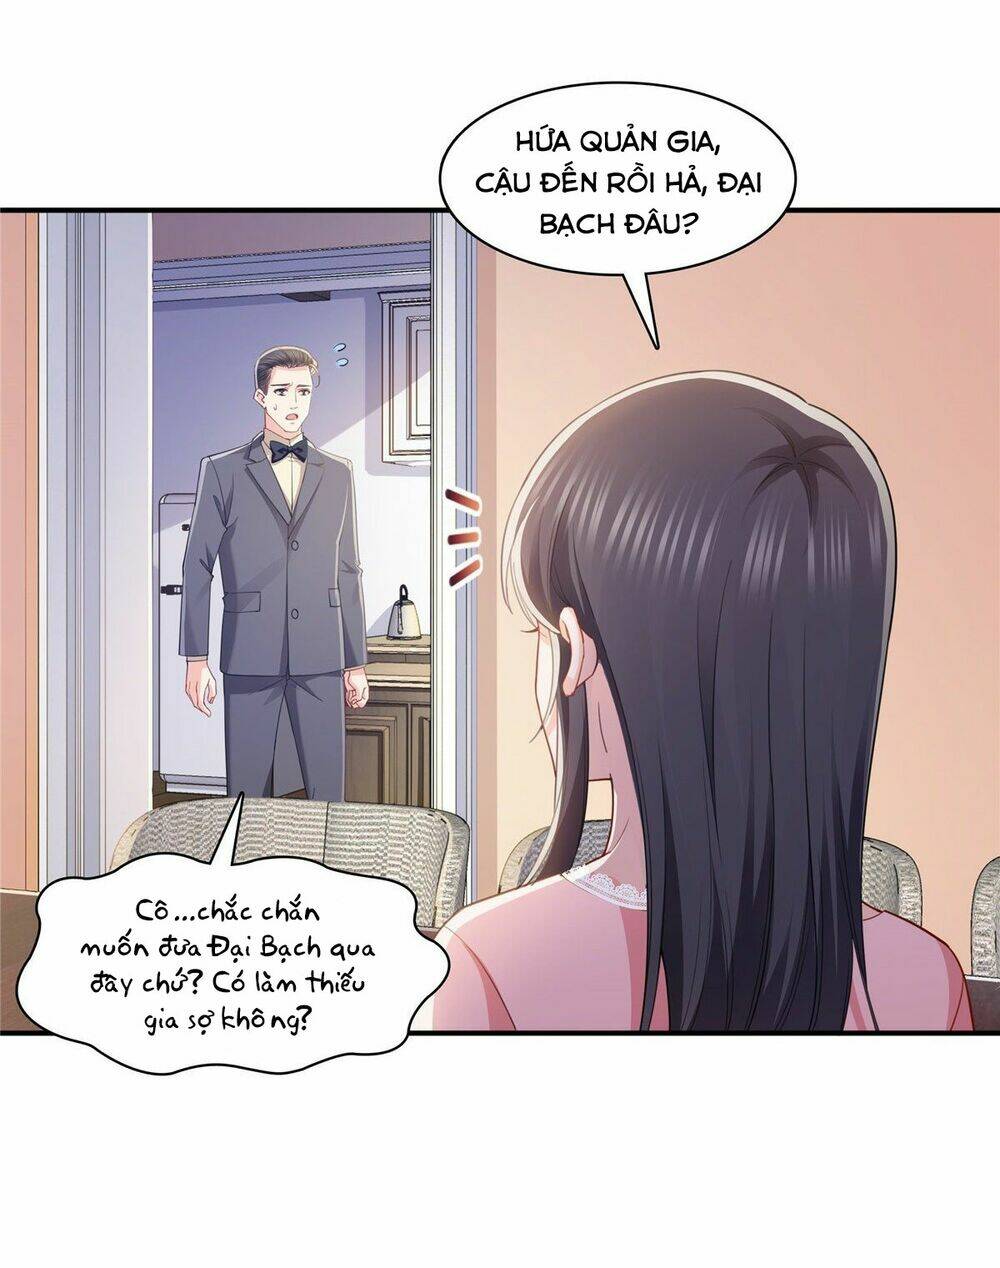 HỨA QUẢN GIA,
CẬU ĐẾN RỒI HẢ, ĐẠI
BẠCH ĐÂU?
Cô...chắc chắn
muốn đưa Đại Bạch qua
đây chứ? Có làm thiếu
gia sợ không?